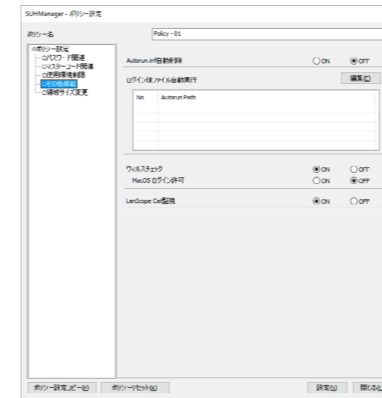 SUHManager - ポリシー設定
ポリシー名
Policy - 01
ポリシー設定
パスワード関連
マスターコード関連
使用環境制限
その他機能
領域サイズ変更
Autorun.inf自動削除
ON
OFF
ログイン後ファイル自動実行
編集(E)
No
Autorun Path
ウィルスチェック
ON
OFF
MacOS ログイン許可
ON
OFF
LanScope Cat監視
ON
OFF
ポリシー設定コピー(P)
ポリシーリセット(R)
設定(S)
閉じる(C